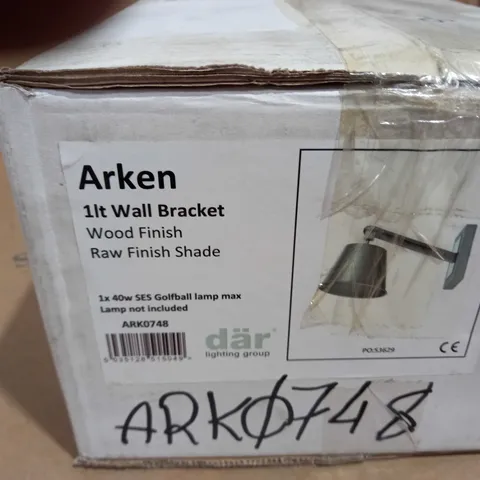 Arken
1lt Wall Bracket
Wood Finish
Raw Finish Shade
1x 40w SES Golfball lamp max
Lamp not included
ARK0748
där
lighting group
PO:53629
CE
ARKØ748